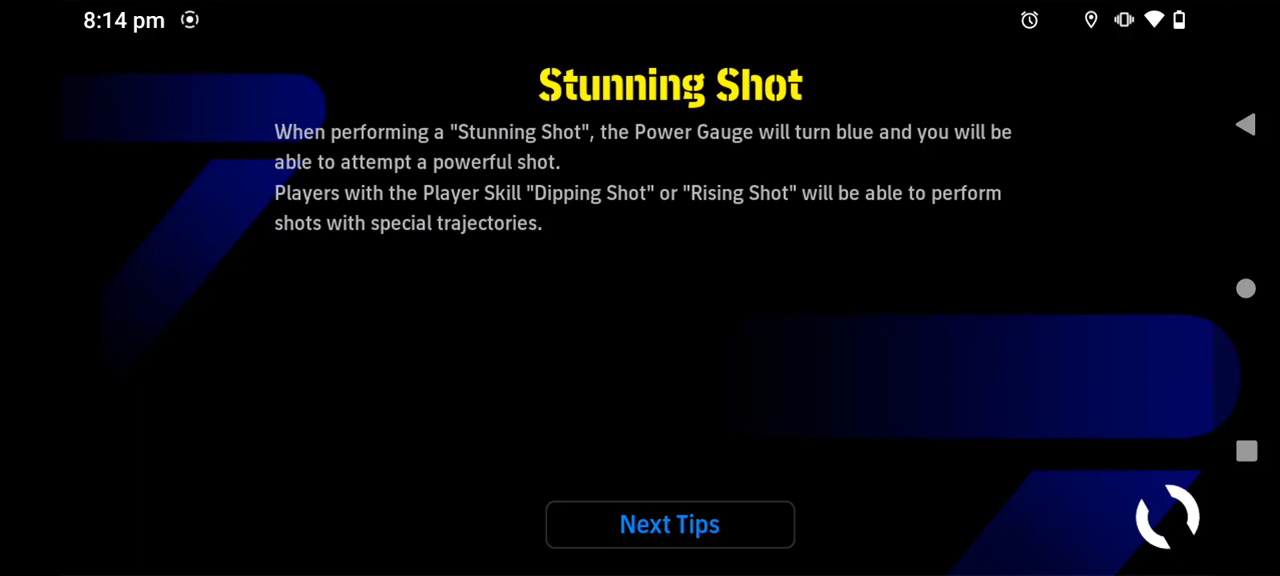 8:14 pm
Stunning Shot
When performing a "Stunning Shot", the Power Gauge will turn blue and you will be
able to attempt a powerful shot.
Players with the Player Skill "Dipping Shot" or "Rising Shot" will be able to perform
shots with special trajectories.
Next Tips